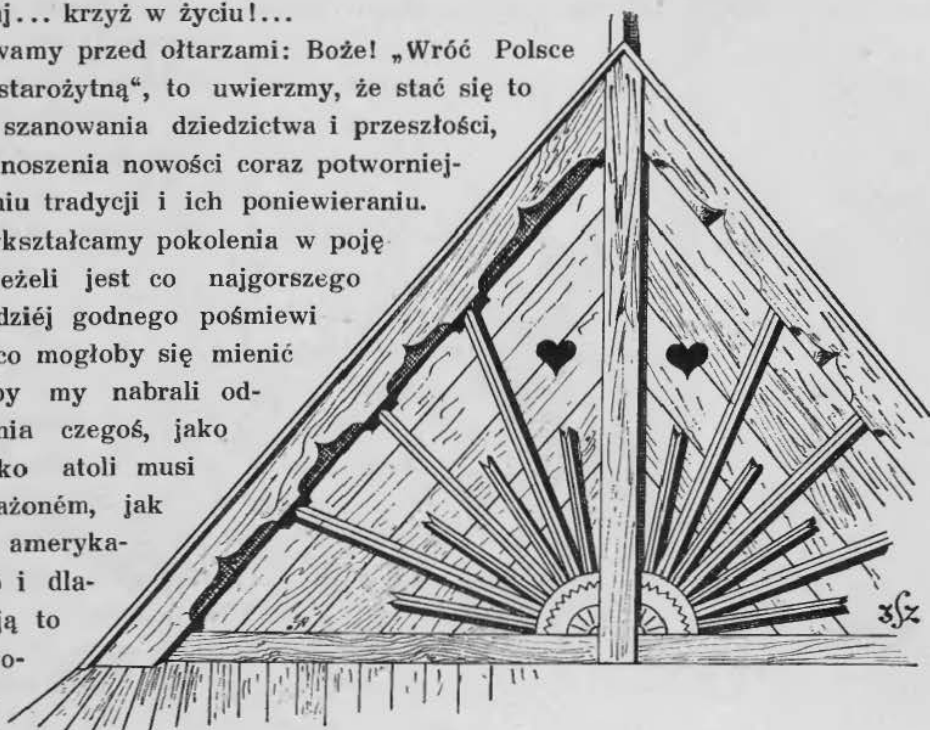 j... krzyż w życiu!...
wamy przed ołtarzami: Boże! „Wróć Polsce
starożytną“, to uwierzmy, że stać się to
szanowania dziedzictwa i przeszłości,
noszenia nowości coraz potworniej-
niu tradycji i ich poniewieraniu.
kształcamy pokolenia w poję
eżeli jest co najgorszego
dziéj godnego pośmiewi
co mogłoby się mienić
by my nabrali od-
nia czegoś, jako
ko atoli musi
ażoném, jak
ameryka-
i dla-
ją to
o-